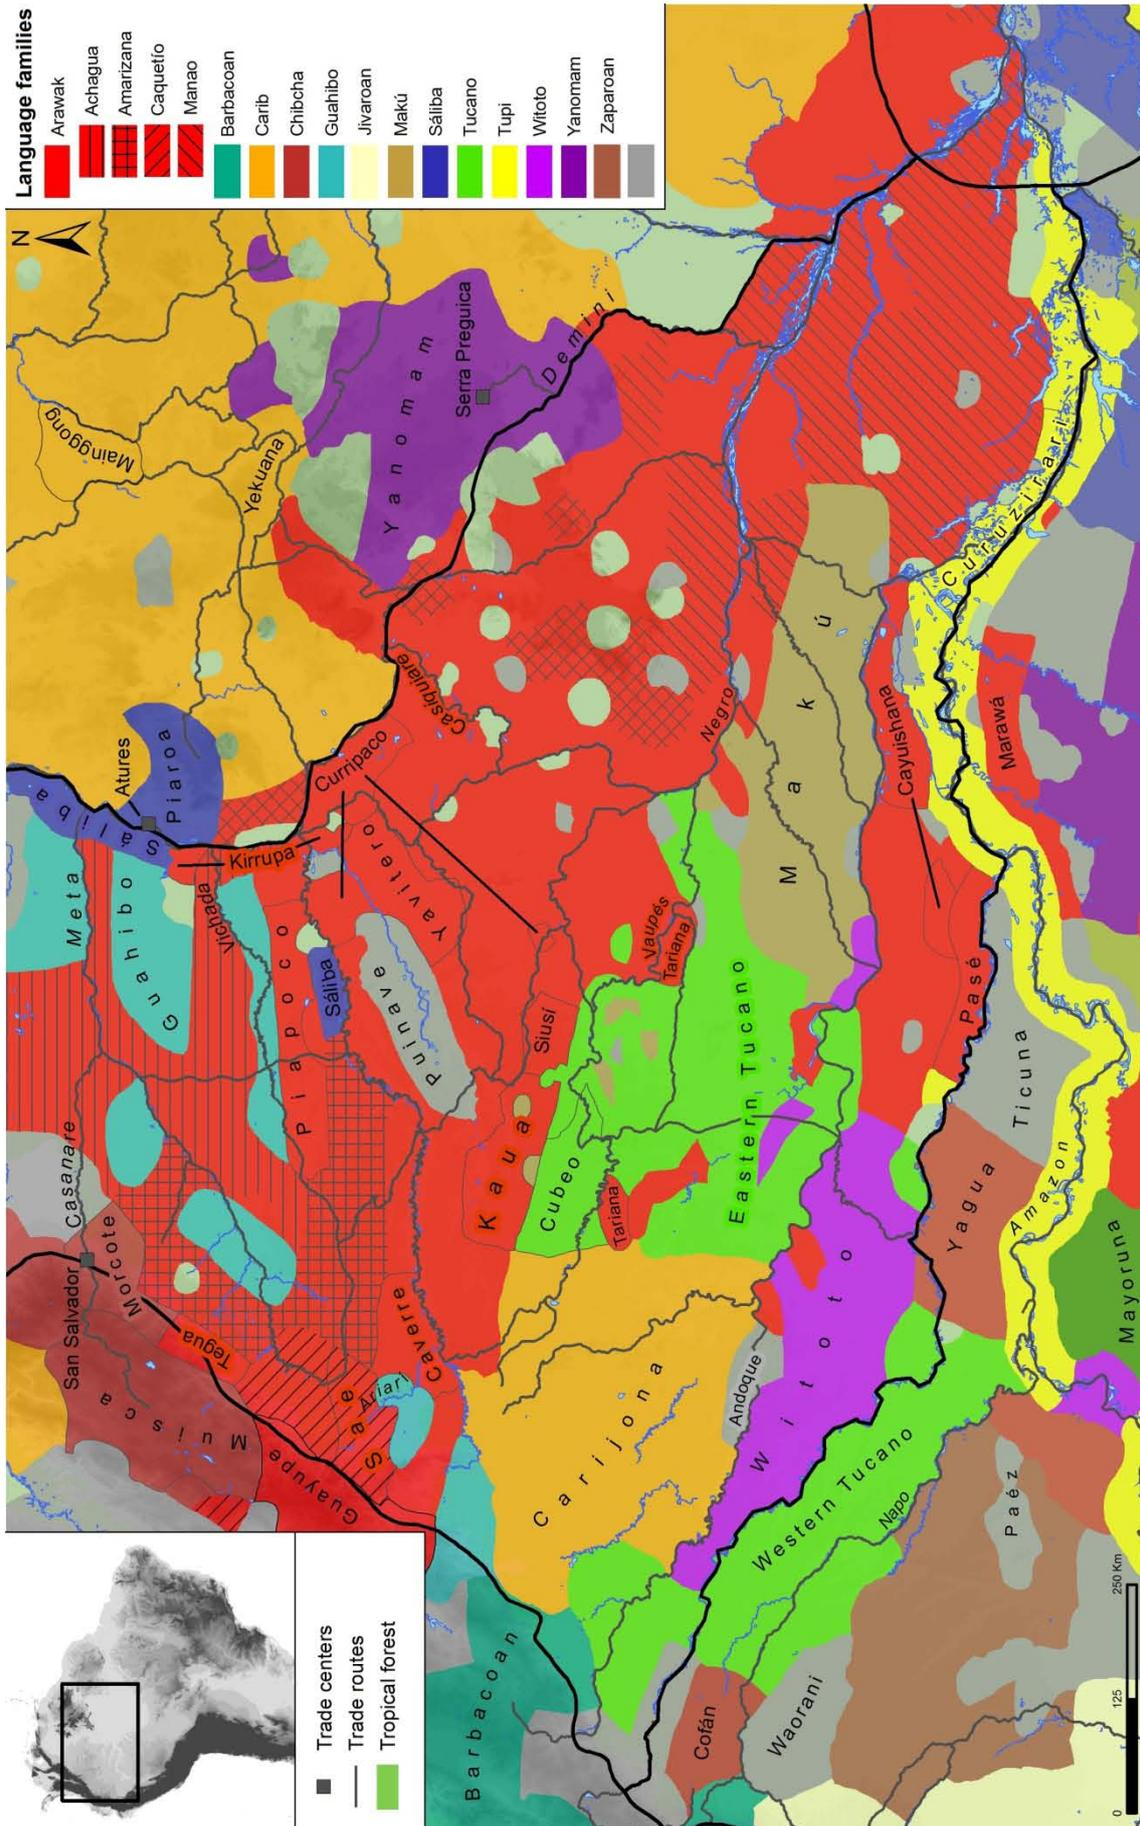 Language families
Arawak
Achagua
Amarizana
Caquetío
Manao
Barbacoan
Carib
Chibcha
Guahibo
Jivaroan
Makú
Sáliba
Tucano
Tupi
Witoto
Yanomam
Zaparoan
N
Trade centers
Trade routes
Tropical forest
San Salvador
Casanare
Meta
Sáliba
Atures
Piaroa
Mainggong
Yekuana
Muisca
Morcote
Tegua
Guahibo
Vichada
Kirrupa
Piapoco
Sáliba
Guayupe
Sae
Ariari
Caverre
Puinave
Yavitero
Curripaco
Casiquiare
Yanomam
Serra Preguica
Demini
Kaua
Siusí
Cubeo
Tariana
Vaupés
Tariana
Negro
Barbacoan
Carijona
Eastern Tucano
Makú
Andoque
Witoto
Western Tucano
Napo
Cofán
Waorani
Cayuishana
Pasé
Curuzirari
Marawá
Yagua
Ticuna
Amazon
Paéz
Mayoruna
0
125
250 Km